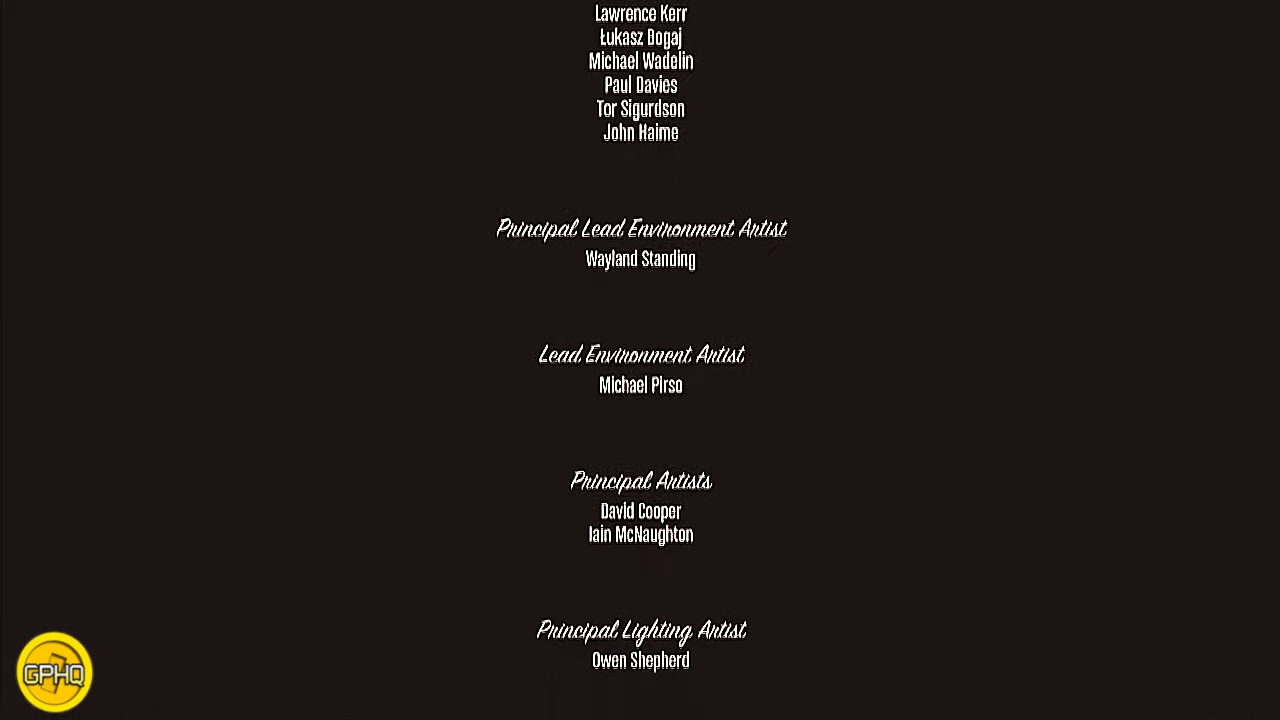 Lawrence Kerr
Łukasz Bogaj
Michael Wadelin
Paul Davies
Tor Sigurdson
John Haime
Principal Lead Environment Artist
Wayland Standing
Lead Environment Artist
Michael Pirso
Principal Artists
David Cooper
Iain McNaughton
Principal Lighting Artist
Owen Shepherd
GPHQ